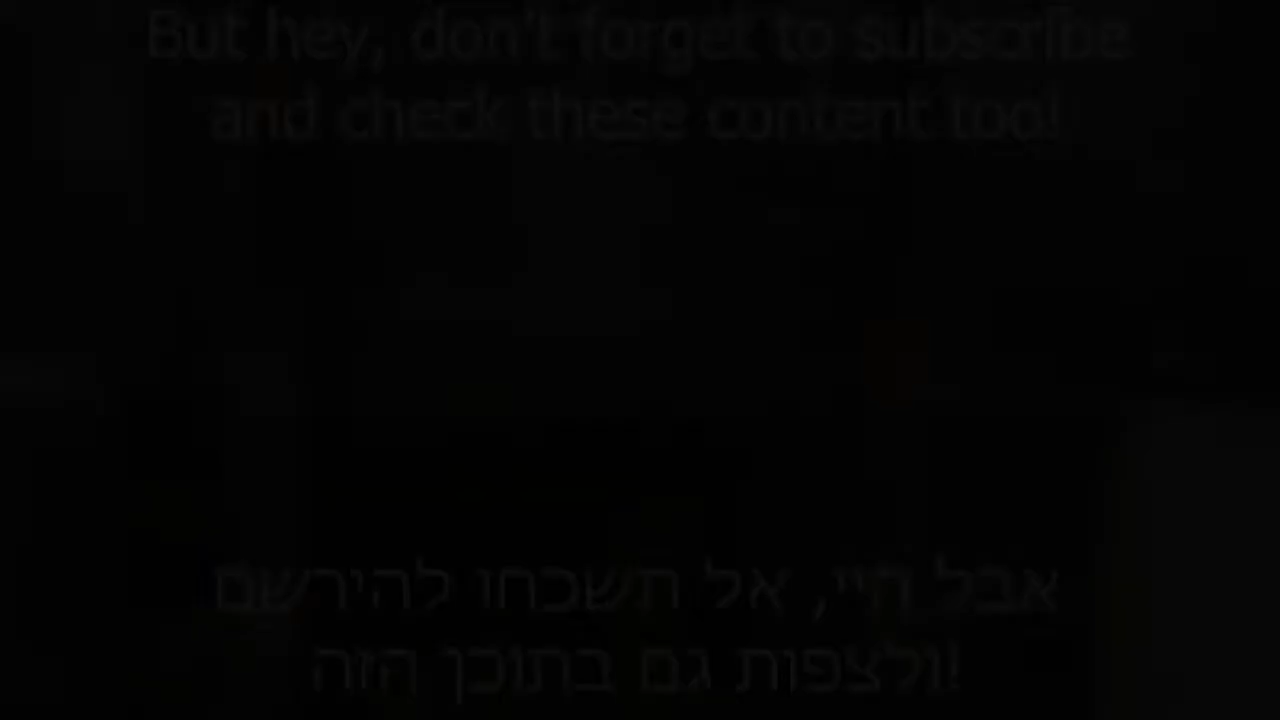 But hey, don't forget to subscribe
and check these content too!
אבל היי, אל תשכחו להירשם
ולצפות גם בתוכן הזה!